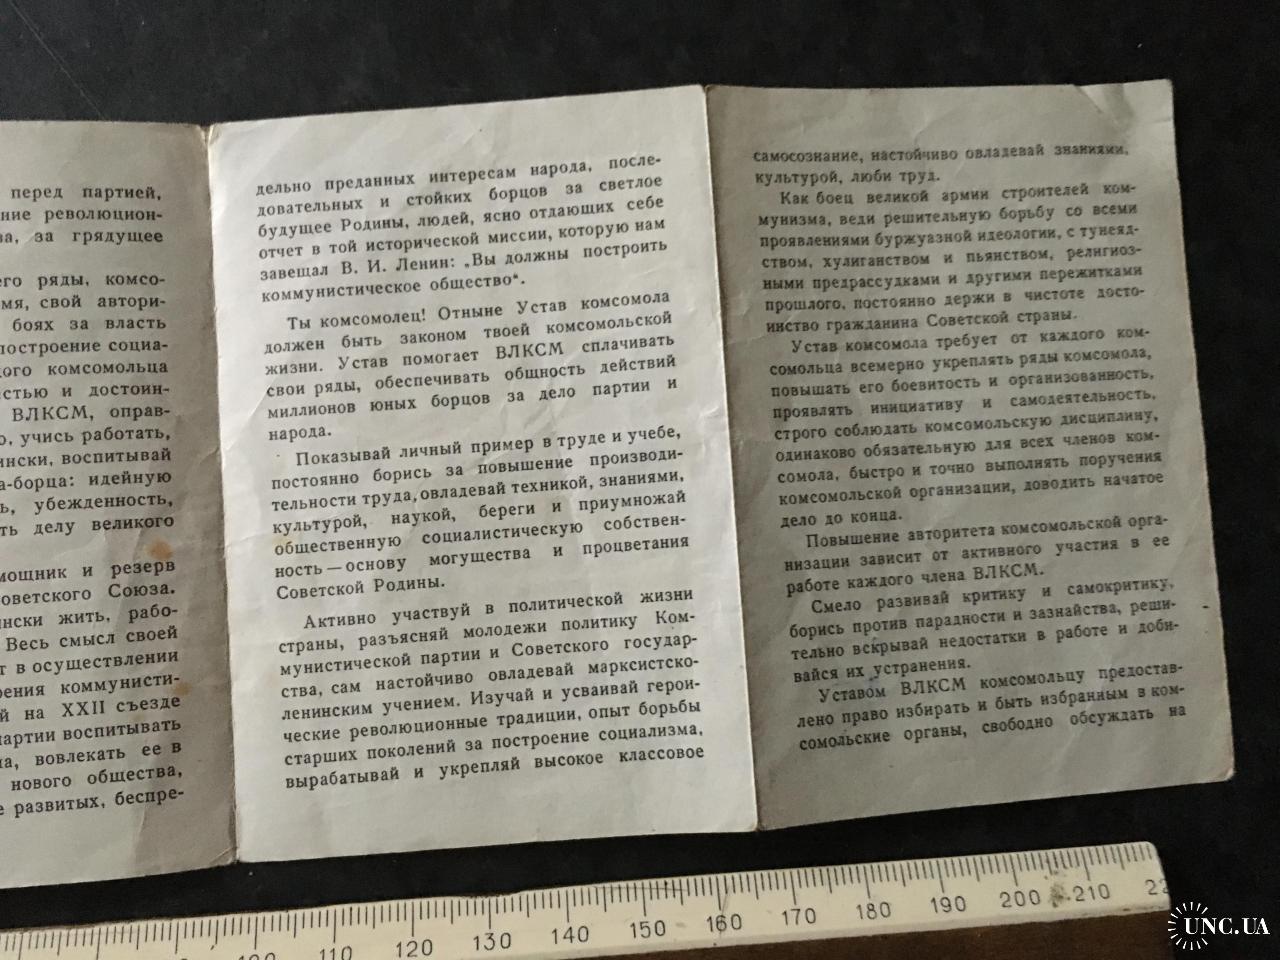 перед партией,
ние революцион-
ва, за грядущее
его ряды, комсо-
мя, свой автори-
боях за власть
построение социа-
дого комсомольца
стью и достоин-
ВЛКСМ, оправ-
о, учись работать,
ински, воспитывай
а-борца: идейную
ь, убежденность,
ть делу великого
мощник и резерв
оветского Союза.
ински жить, рабо-
Весь смысл своей
т в осуществлении
рения коммунисти-
й на XXII съезде
партии воспитывать
на, вовлекать ее в
нового общества,
е развитых, беспре-
дельно преданных интересам народа, после-
довательных и стойких борцов за светлое
будущее Родины, людей, ясно отдающих себе
отчет в той исторической миссии, которую нам
завещал В. И. Ленин: „Вы должны построить
коммунистическое общество“.
Ты комсомолец! Отныне Устав комсомола
должен быть законом твоей комсомольской
жизни. Устав помогает ВЛКСМ сплачивать
свои ряды, обеспечивать общность действий
миллионов юных борцов за дело партии и
народа.
Показывай личный пример в труде и учебе,
постоянно борись за повышение производи-
тельности труда, овладевай техникой, знаниями,
культурой, наукой, береги и приумножай
общественную социалистическую собствен-
ность — основу могущества и процветания
Советской Родины.
Активно участвуй в политической жизни
страны, разъясняй молодежи политику Ком-
мунистической партии и Советского государ-
ства, сам настойчиво овладевай марксистско-
ленинским учением. Изучай и усваивай герои-
ческие революционные традиции, опыт борьбы
старших поколений за построение социализма,
вырабатывай и укрепляй высокое классовое
самосознание, настойчиво овладевай знаниями,
культурой, люби труд.
Как боец великой армии строителей ком-
мунизма, веди решительную борьбу со всеми
проявлениями буржуазной идеологии, с тунеяд-
ством, хулиганством и пьянством, религиоз-
ными предрассудками и другими пережитками
прошлого, постоянно держи в чистоте досто-
инство гражданина Советской страны.
Устав комсомола требует от каждого ком-
сомольца всемерно укреплять ряды комсомола,
повышать его боевитость и организованность,
проявлять инициативу и самодеятельность,
строго соблюдать комсомольскую дисциплину,
одинаково обязательную для всех членов ком-
сомола, быстро и точно выполнять поручения
комсомольской организации, доводить начатое
дело до конца.
Повышение авторитета комсомольской орга-
низации зависит от активного участия в ее
работе каждого члена ВЛКСМ.
Смело развивай критику и самокритику,
борись против парадности и зазнайства, реши-
тельно вскрывай недостатки в работе и доби-
вайся их устранения.
Уставом ВЛКСМ комсомольцу предостав-
лено право избирать и быть избранным в ком-
сомольские органы, свободно обсуждать на
110 120 130 140 150 160 170 180 190 200 210
UNC.UA